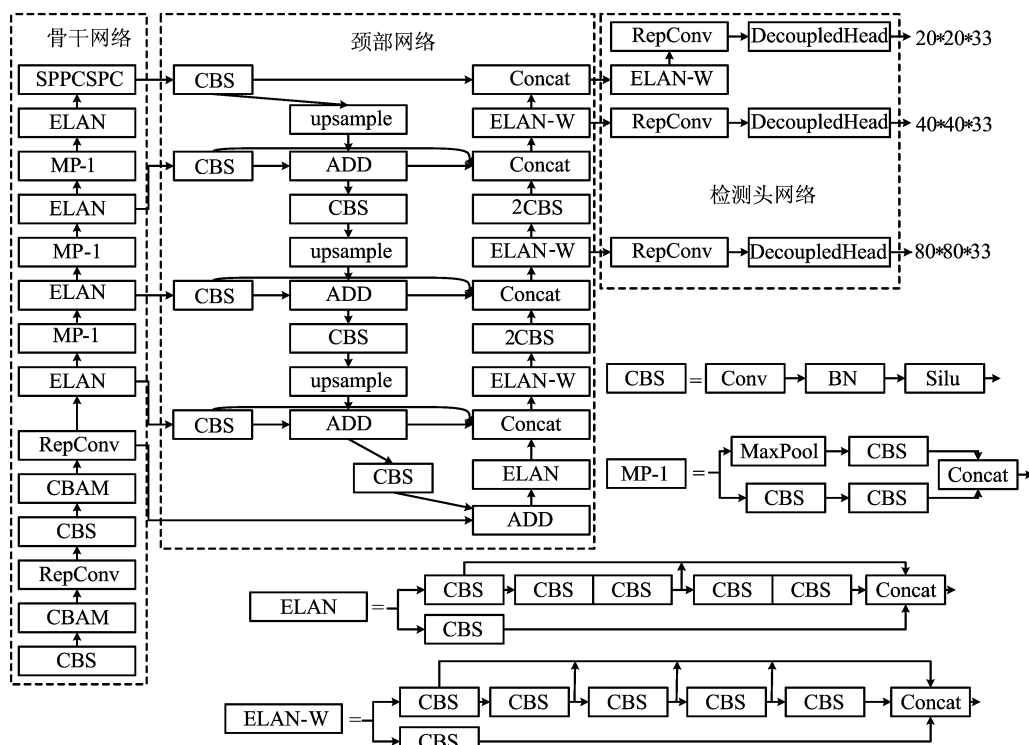 骨干网络
SPPCSPC
ELAN
MP-1
ELAN
MP-1
ELAN
MP-1
ELAN
RepConv
CBAM
CBS
RepConv
CBAM
CBS
颈部网络
CBS
Concat
upsample
ELAN-W
CBS
ADD
Concat
CBS
2CBS
upsample
ELAN-W
CBS
ADD
Concat
CBS
2CBS
upsample
ELAN-W
CBS
ADD
Concat
CBS
ELAN
ADD
RepConv
DecoupledHead
20*20*33
ELAN-W
RepConv
DecoupledHead
40*40*33
检测头网络
RepConv
DecoupledHead
80*80*33
CBS = Conv BN Silu
MP-1 =
MaxPool CBS
Concat
CBS CBS
ELAN =
CBS CBS CBS CBS CBS Concat
CBS
ELAN-W =
CBS CBS CBS CBS CBS Concat
CBS